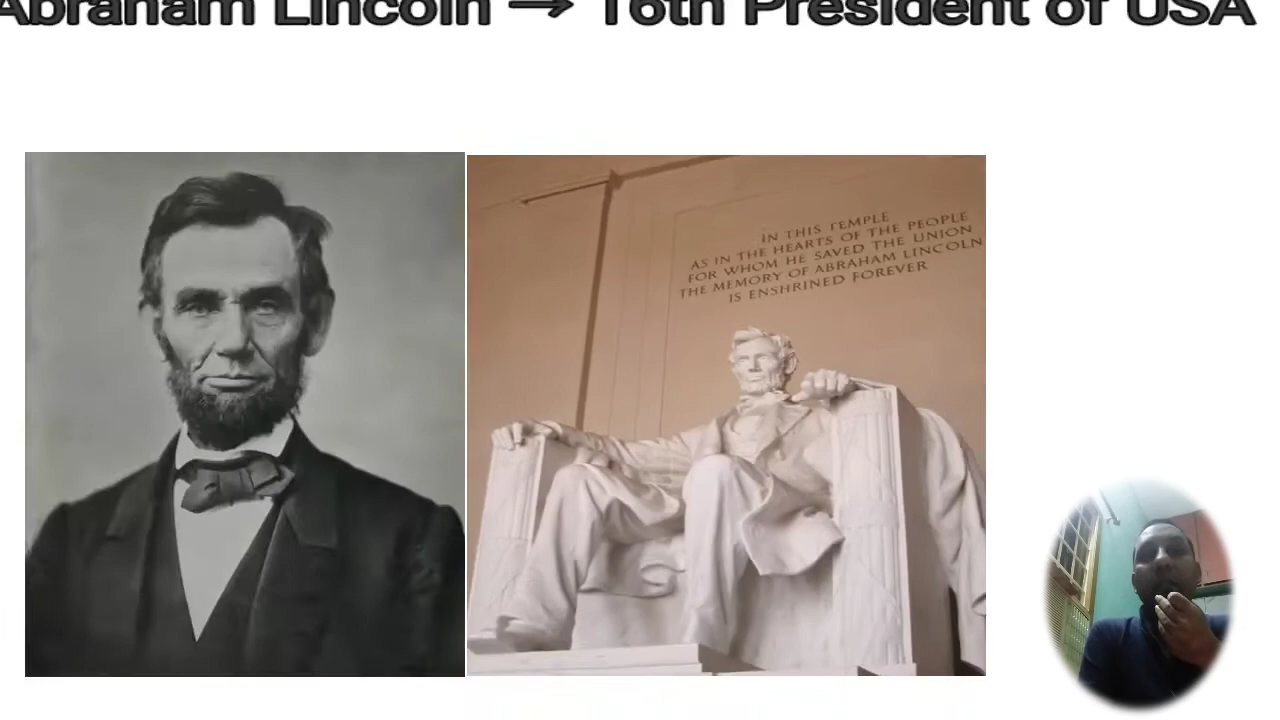 Abraham Lincoln → 16th President of USA
IN THIS TEMPLE
AS IN THE HEARTS OF THE PEOPLE
FOR WHOM HE SAVED THE UNION
THE MEMORY OF ABRAHAM LINCOLN
IS ENSHRINED FOREVER